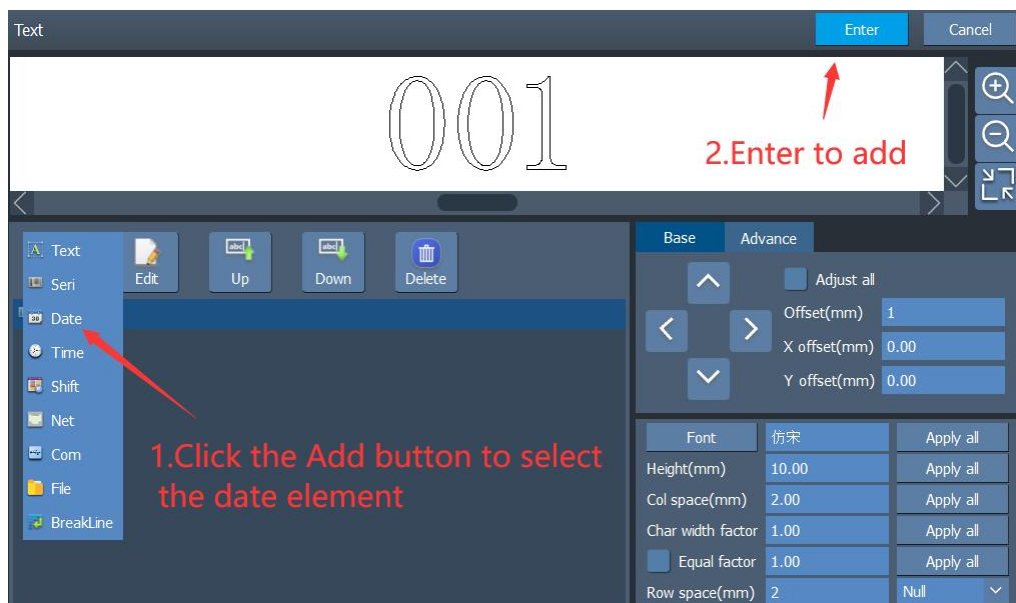 Text
Enter
Cancel
001
2.Enter to add
Text
Seri
Date
Time
Shift
Net
Com
File
BreakLine
Edit
Up
Down
Delete
1.Click the Add button to select
the date element
Base
Advance
Adjust all
Offset(mm) 1
X offset(mm) 0.00
Y offset(mm) 0.00
Font 仿宋 Apply all
Height(mm) 10.00 Apply all
Col space(mm) 2.00 Apply all
Char width factor 1.00 Apply all
Equal factor 1.00 Apply all
Row space(mm) 2 Null